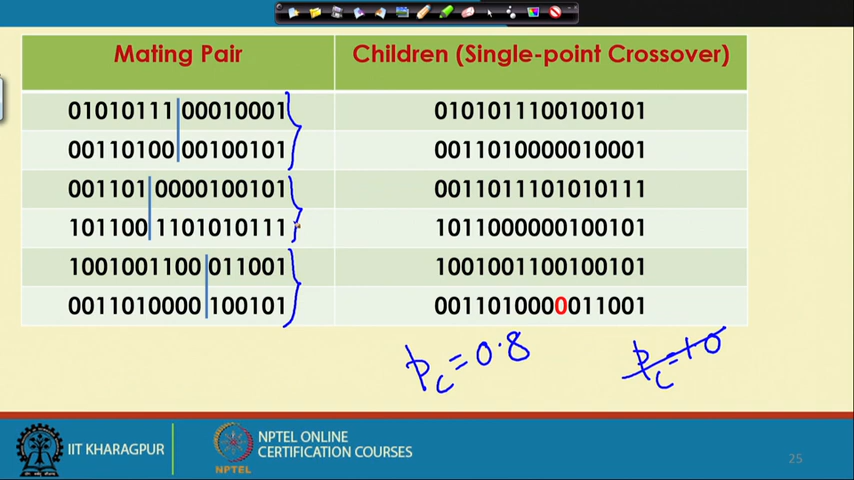 Mating Pair Children (Single-point Crossover)
01010111 00010001 0101011100100101
00110100 00100101 0011010000010001
001101 0000100101 0011011101010111
101100 1101010111 1011000000100101
1001001100 011001 1001001100100101
0011010000 100101 0011010000011001
pc = 0.8 pc = 1.0
IIT KHARAGPUR
NPTEL
NPTEL ONLINE
CERTIFICATION COURSES
25